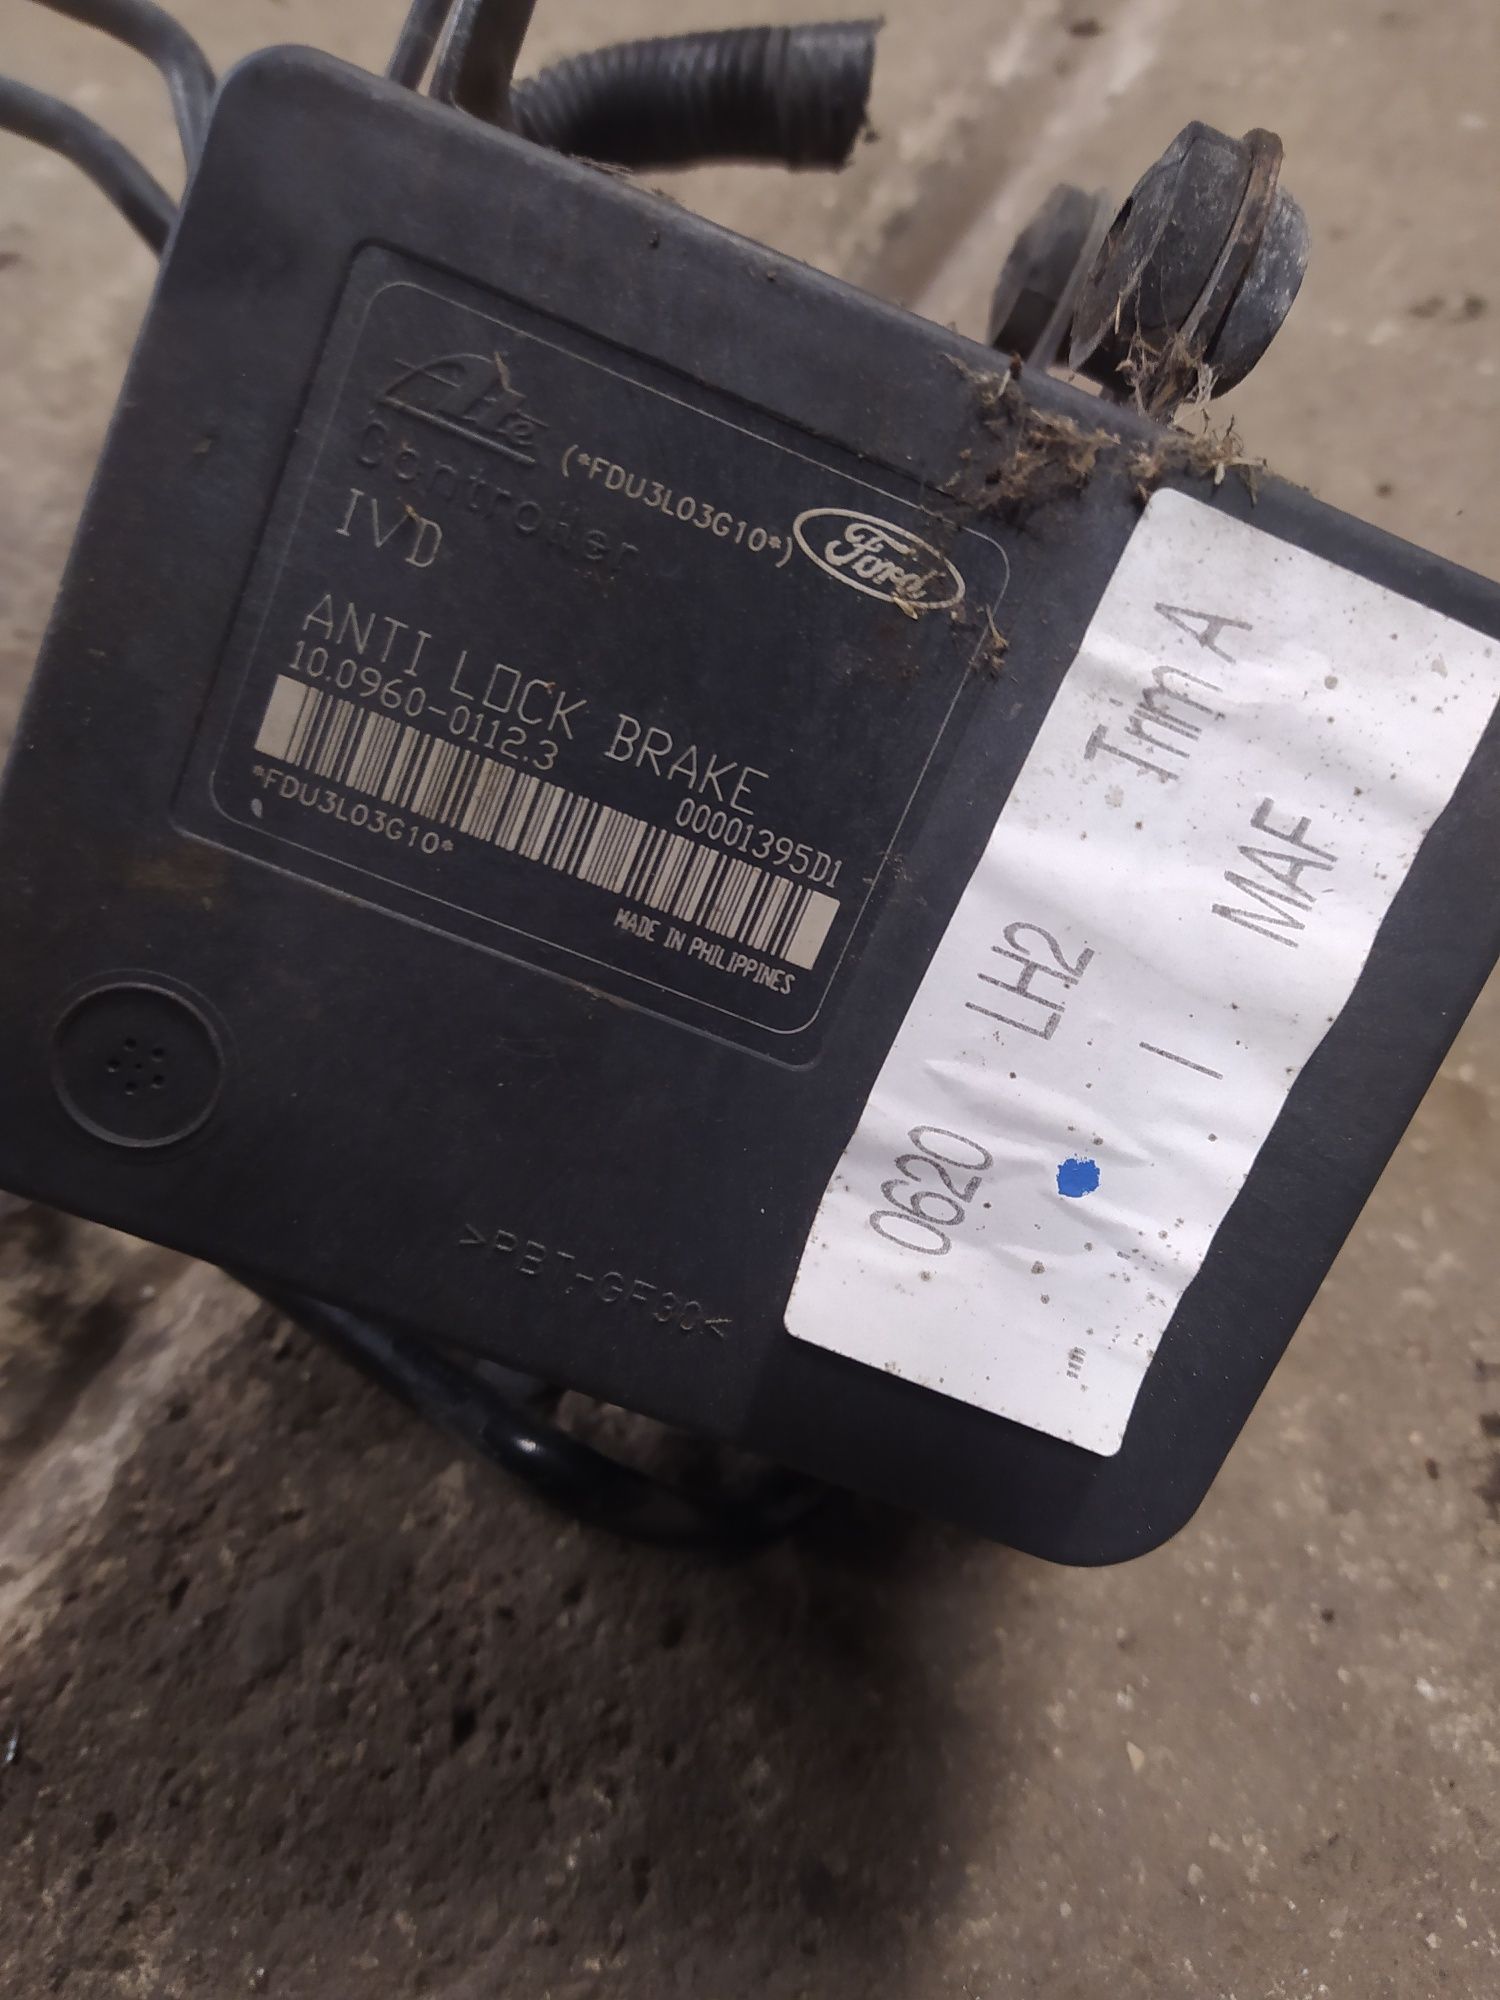 Ate
Controller
(*FDU3L03G10*)
Ford
IVD
ANTI LOCK BRAKE
10.0960-0112.3
00001395D1
*FDU3L03G10*
MADE IN PHILIPPINES
>PBT-GF30<
0620 LH2 Trim A
I MAF